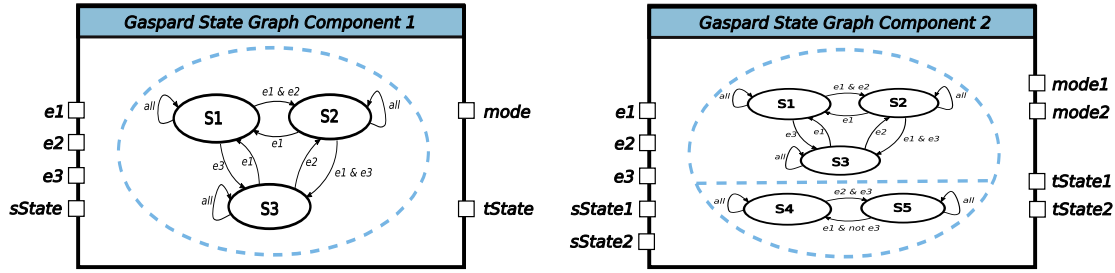 Gaspard State Graph Component 1
e1 & e2
all
all
S1
S2
e1
mode
e1
e2
e3
e3
e1
e2
e1 & e3
all
S3
sState
tState
Gaspard State Graph Component 2
mode1
e1 & e2
all
all
S1
S2
e1
mode2
e1
e3
e1
e2
e1 & e3
e2
all
S3
e3
tState1
e2 & e3
all
all
sState1
S4
S5
tState2
e1 & not e3
sState2